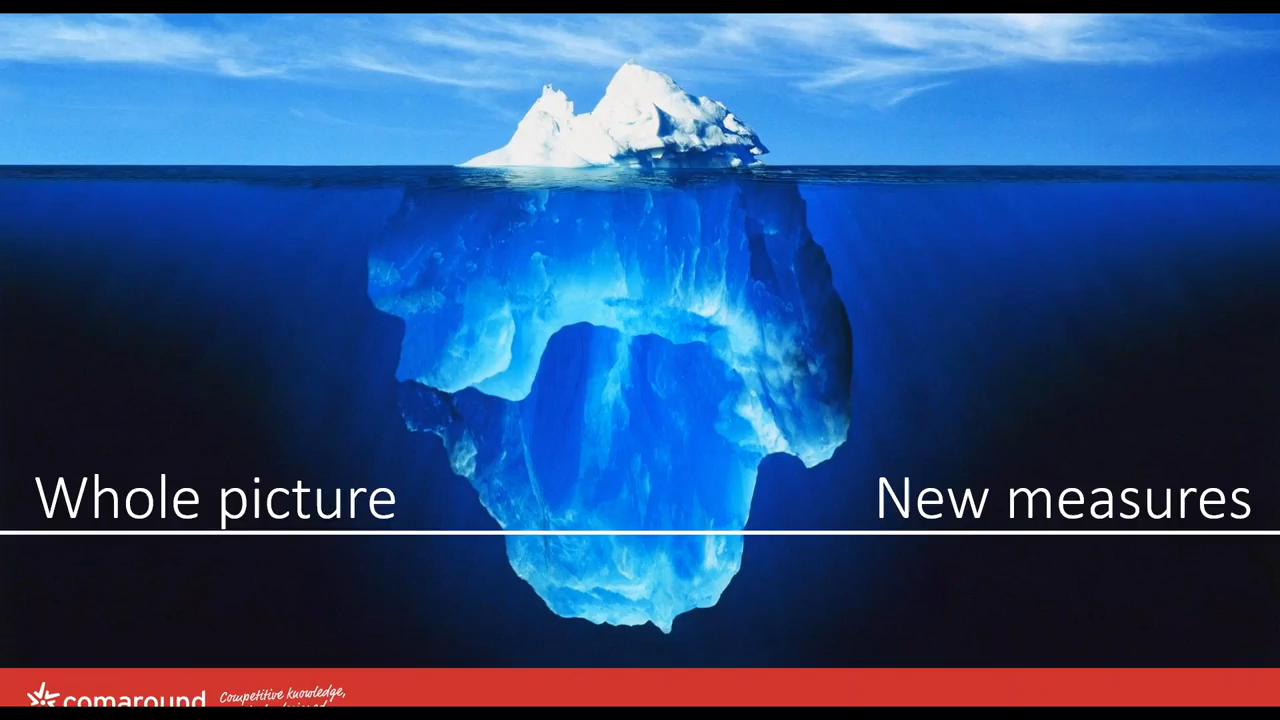 Whole picture
New measures
comaround
Competitive knowledge,